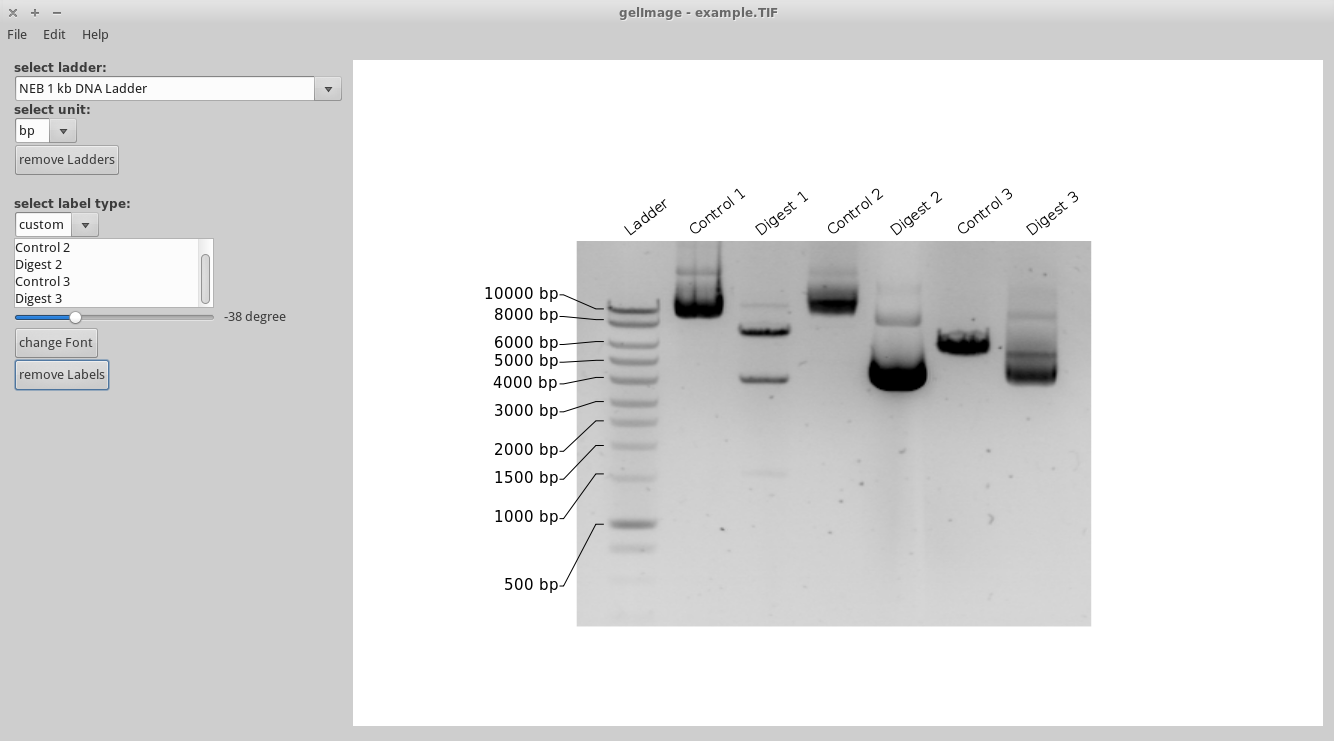 gelImage - example.TIF
File Edit Help
select ladder:
NEB 1 kb DNA Ladder
select unit:
bp
remove Ladders
select label type:
custom
Control 2
Digest 2
Control 3
Digest 3
-38 degree
change Font
remove Labels
Ladder Control 1 Digest 1 Control 2 Digest 2 Control 3 Digest 3
10000 bp
8000 bp
6000 bp
5000 bp
4000 bp
3000 bp
2000 bp
1500 bp
1000 bp
500 bp